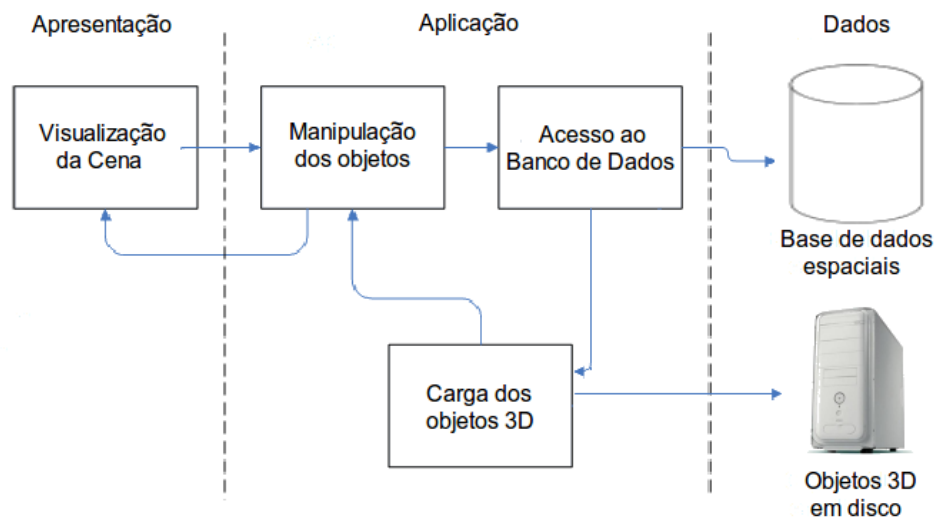 Apresentação
Aplicação
Dados
Visualização
da Cena
Manipulação
dos objetos
Acesso ao
Banco de Dados
Base de dados
espaciais
Carga dos
objetos 3D
Objetos 3D
em disco